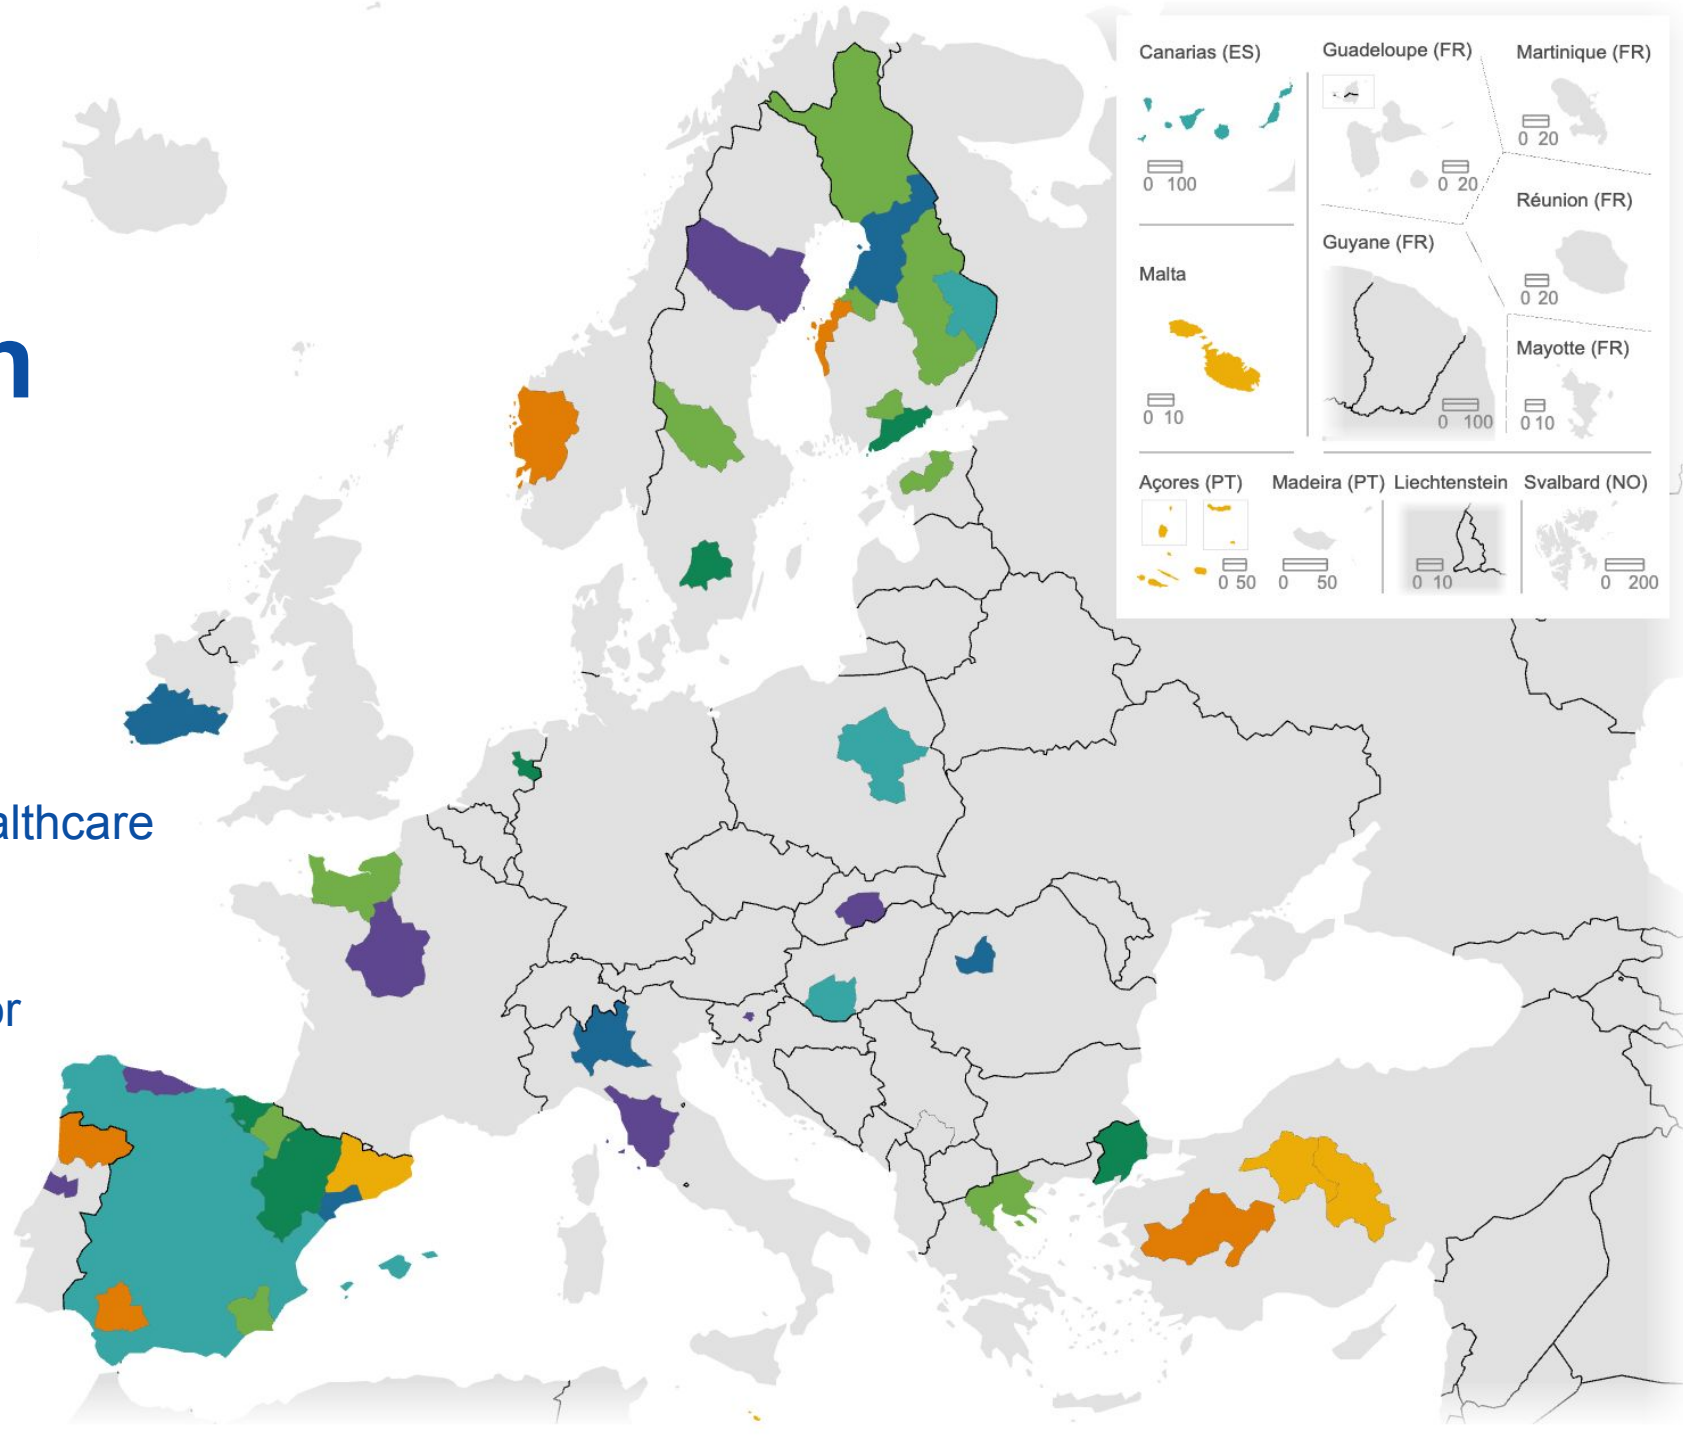 n
althcare
or
Canarias (ES)
0 100
Guadeloupe (FR)
0 20
Martinique (FR)
0 20
Réunion (FR)
0 20
Guyane (FR)
0 100
Mayotte (FR)
0 10
Malta
0 10
Açores (PT)
0 50
Madeira (PT)
0 50
Liechtenstein
0 10
Svalbard (NO)
0 200